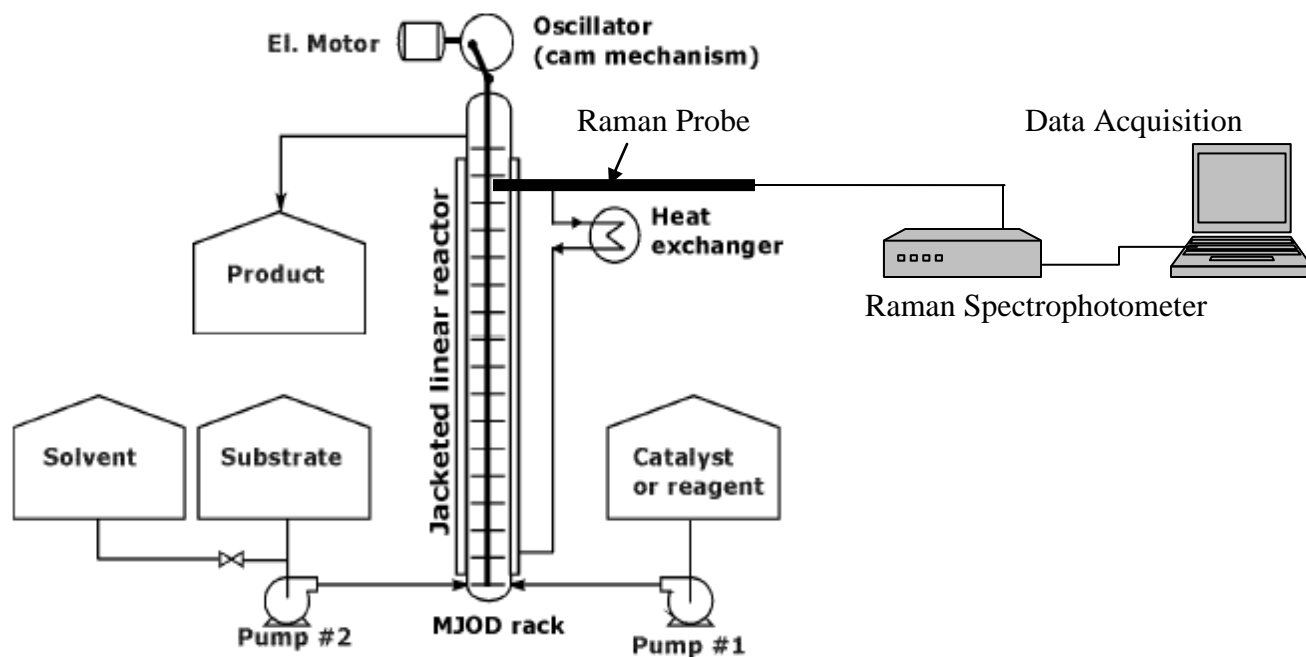 El. Motor
Oscillator
(cam mechanism)
Raman Probe
Data Acquisition
Jacketed linear reactor
Heat
exchanger
Product
Raman Spectrophotometer
Solvent
Substrate
Catalyst
or reagent
MJOD rack
Pump #2
Pump #1